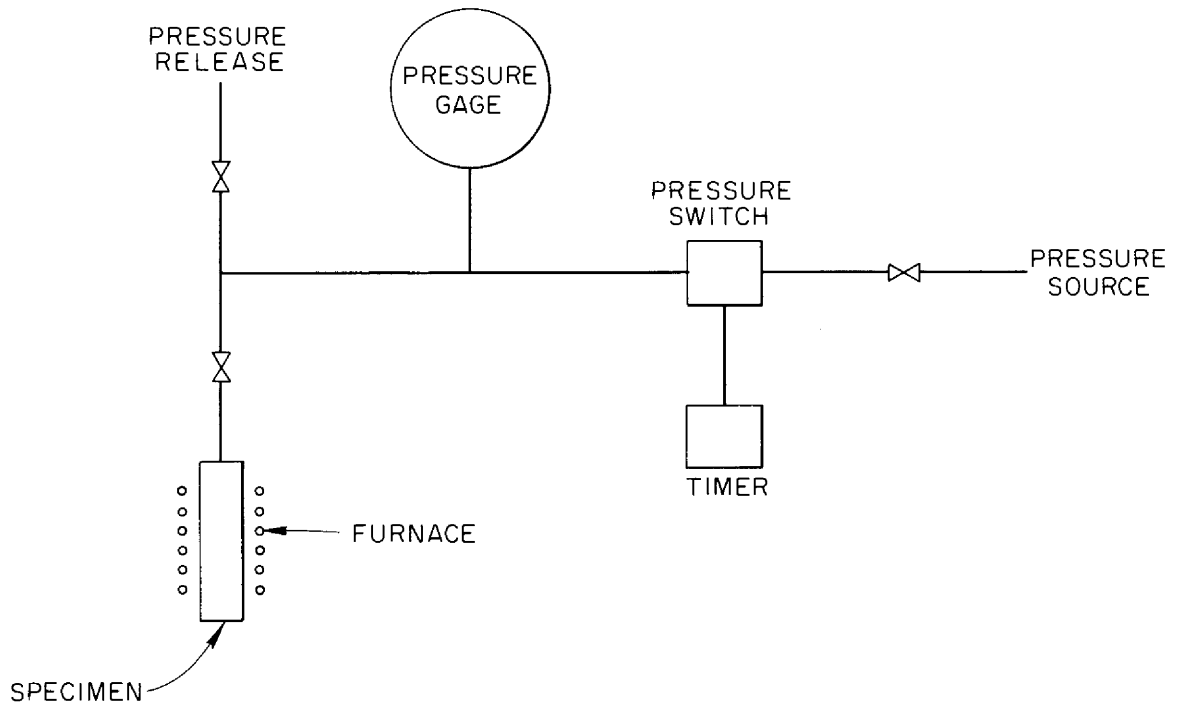 PRESSURE
RELEASE
PRESSURE
GAGE
PRESSURE
SWITCH
PRESSURE
SOURCE
TIMER
FURNACE
SPECIMEN